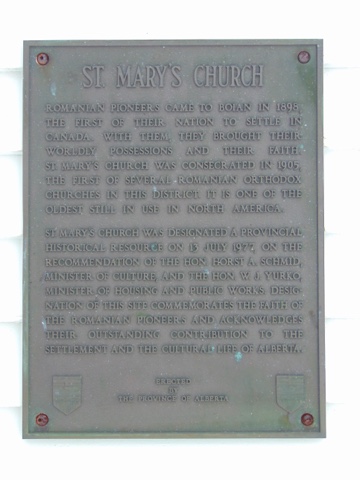 ST. MARY'S CHURCH
ROMANIAN PIONEERS CAME TO BOIAN IN 1898,
THE FIRST OF THEIR NATION TO SETTLE IN
CANADA. WITH THEM, THEY BROUGHT THEIR
WORLDLY POSSESSIONS AND THEIR FAITH.
ST. MARY'S CHURCH WAS CONSECRATED IN 1905,
THE FIRST OF SEVERAL ROMANIAN ORTHODOX
CHURCHES IN THIS DISTRICT. IT IS ONE OF THE
OLDEST STILL IN USE IN NORTH AMERICA.
ST. MARY'S CHURCH WAS DESIGNATED A PROVINCIAL
HISTORICAL RESOURCE ON 15 JULY 1977, ON THE
RECOMMENDATION OF THE HON. HORST A. SCHMID,
MINISTER OF CULTURE, AND THE HON. W. J. YURKO,
MINISTER OF HOUSING AND PUBLIC WORKS. DESIG-
NATION OF THIS SITE COMMEMORATES THE FAITH OF
THE ROMANIAN PIONEERS AND ACKNOWLEDGES
THEIR OUTSTANDING CONTRIBUTION TO THE
SETTLEMENT AND THE CULTURAL LIFE OF ALBERTA.
ERECTED
BY
THE PROVINCE OF ALBERTA